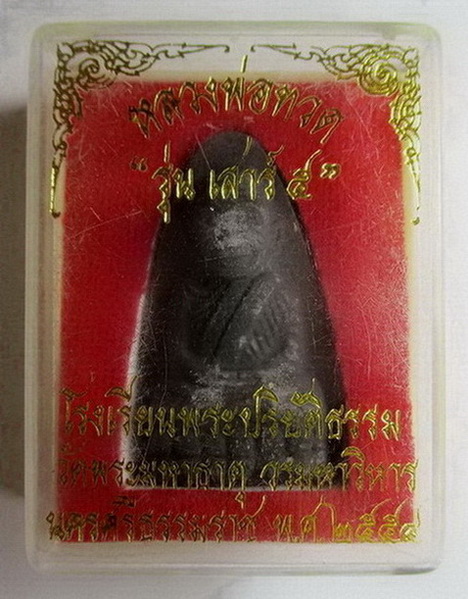 หลวงพ่อทวด
“รุ่น เสาร์ ๕”
โรงเรียนพระปริยัติธรรม
วัดพระมหาธาตุ วรมหาวิหาร
นครศรีธรรมราช พ.ศ ๒๕๕๔